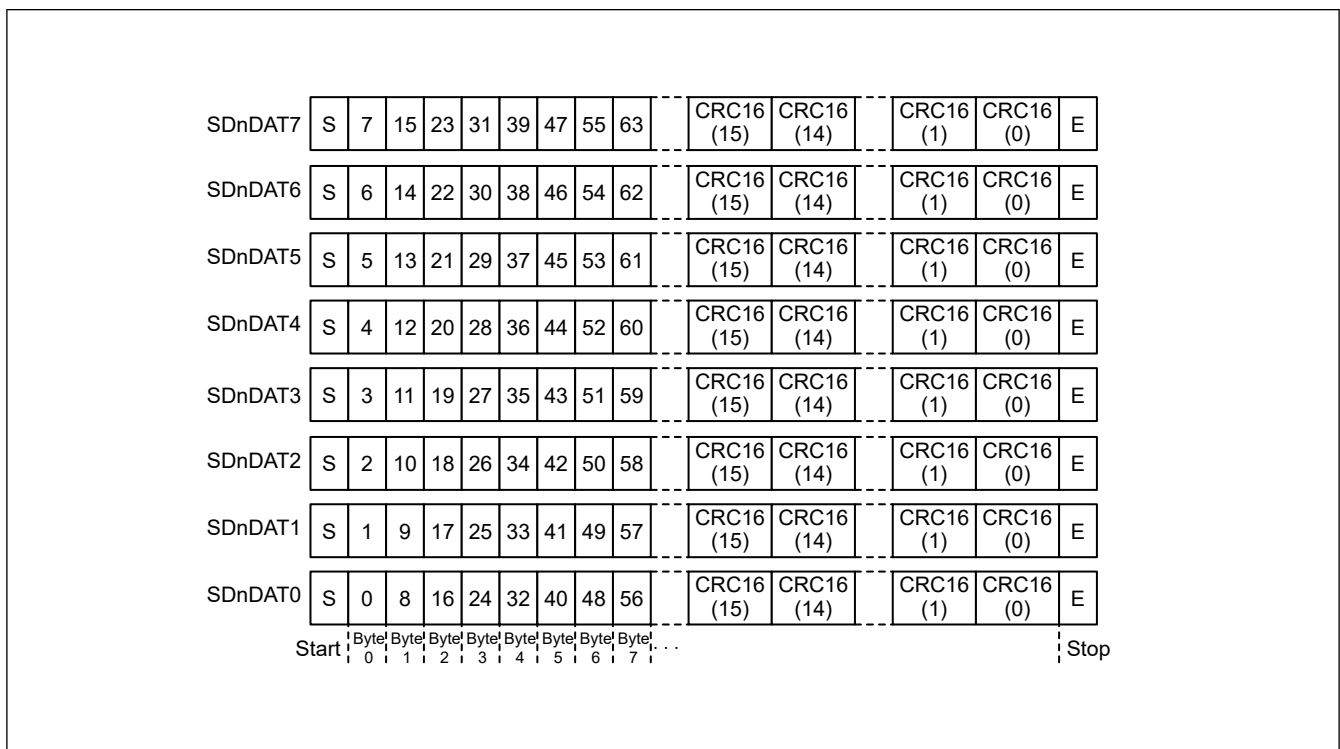 SDnDAT7 S 7 15 23 31 39 47 55 63 CRC16 (15) CRC16 (14) CRC16 (1) CRC16 (0) E
SDnDAT6 S 6 14 22 30 38 46 54 62 CRC16 (15) CRC16 (14) CRC16 (1) CRC16 (0) E
SDnDAT5 S 5 13 21 29 37 45 53 61 CRC16 (15) CRC16 (14) CRC16 (1) CRC16 (0) E
SDnDAT4 S 4 12 20 28 36 44 52 60 CRC16 (15) CRC16 (14) CRC16 (1) CRC16 (0) E
SDnDAT3 S 3 11 19 27 35 43 51 59 CRC16 (15) CRC16 (14) CRC16 (1) CRC16 (0) E
SDnDAT2 S 2 10 18 26 34 42 50 58 CRC16 (15) CRC16 (14) CRC16 (1) CRC16 (0) E
SDnDAT1 S 1 9 17 25 33 41 49 57 CRC16 (15) CRC16 (14) CRC16 (1) CRC16 (0) E
SDnDAT0 S 0 8 16 24 32 40 48 56 CRC16 (15) CRC16 (14) CRC16 (1) CRC16 (0) E
Start Byte 0 Byte 1 Byte 2 Byte 3 Byte 4 Byte 5 Byte 6 Byte 7 . . . Stop